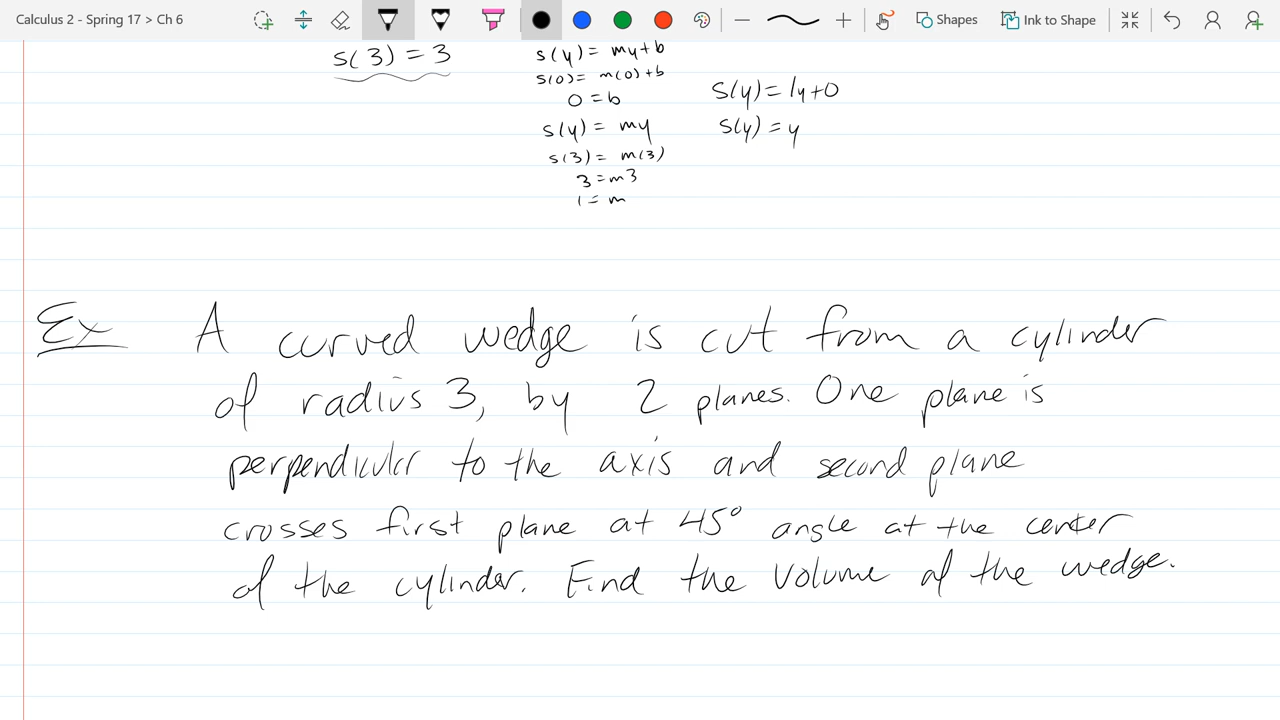 Calculus 2 - Spring 17 > Ch 6
Shapes
Ink to Shape
s(3) = 3
s(y) = my + b
s(0) = m(0) + b
0 = b
s(y) = my
s(3) = m(3)
3 = m3
1 = m
s(y) = 1y + 0
s(y) = y
Ex A curved wedge is cut from a cylinder
of radius 3, by 2 planes. One plane is
perpendicular to the axis and second plane
crosses first plane at 45° angle at the center
of the cylinder. Find the volume of the wedge.